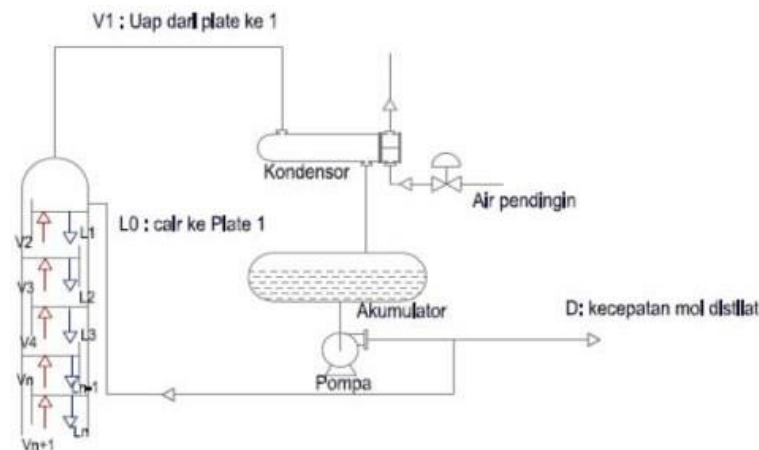 V1 : Uap dari plate ke 1
Kondensor
Air pendingin
L0 : cair ke Plate 1
V2
L1
V3
L2
Akumulator
D: kecepatan mol distilat
V4
L3
Pompa
Vn
Ln-1
Vn+1
Ln